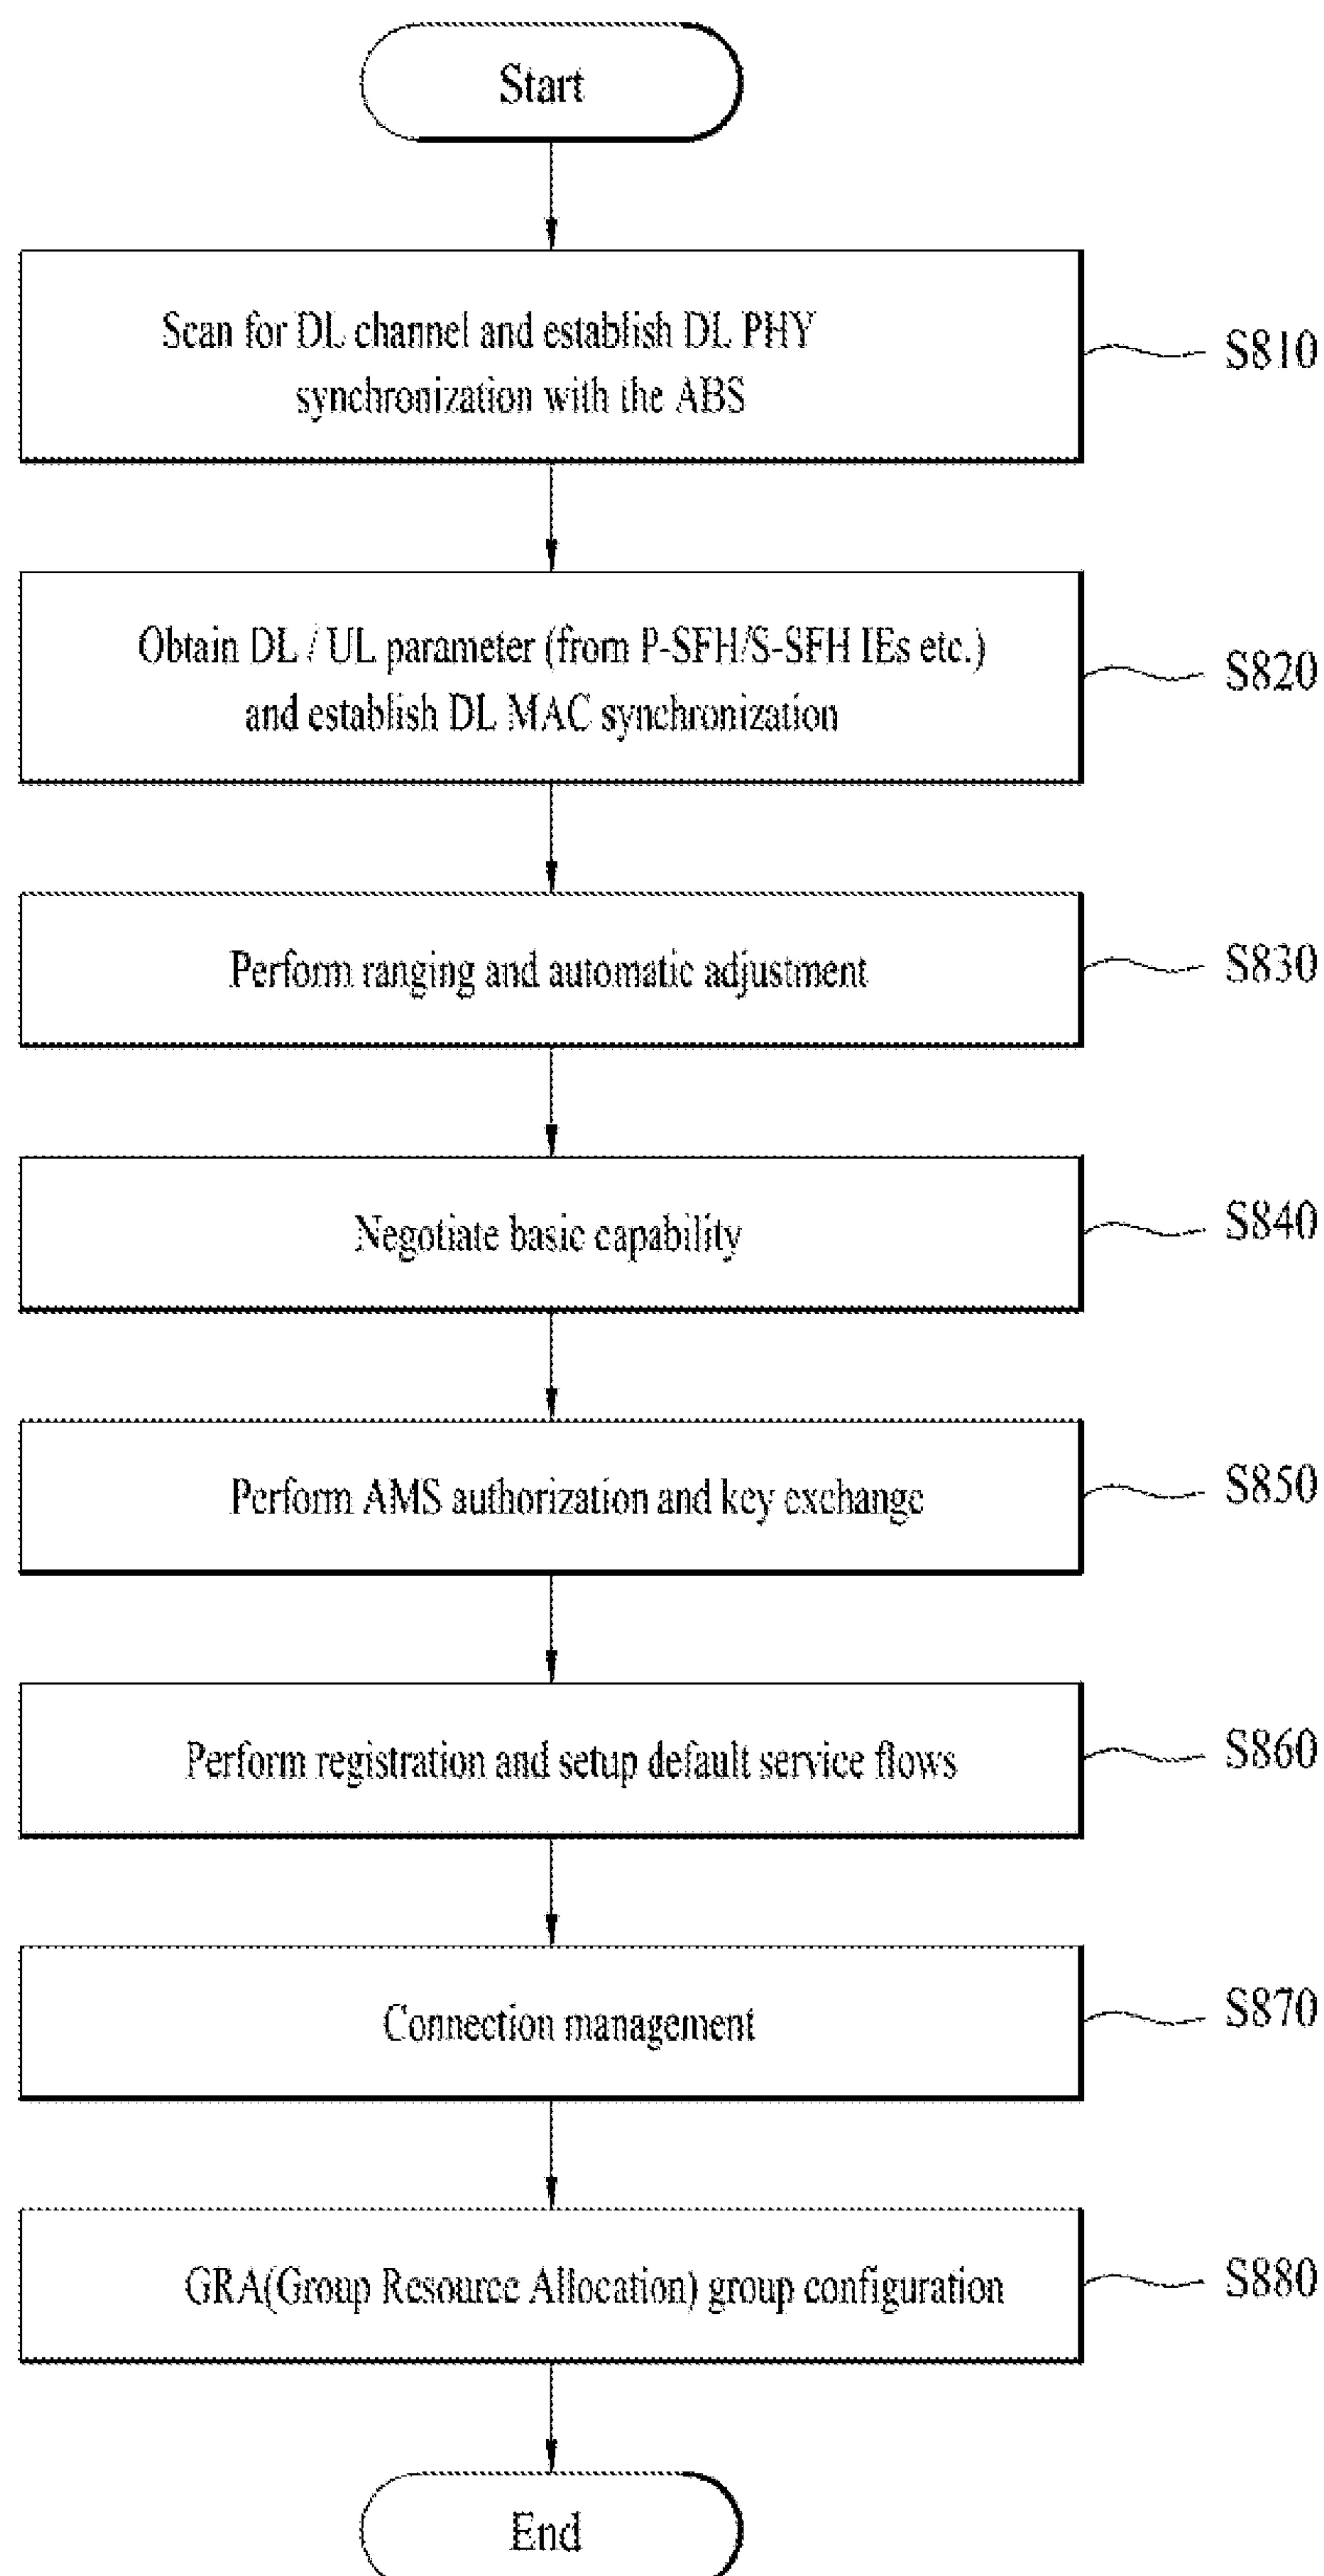 Start
Scan for DL channel and establish DL PHY
synchronization with the ABS
S810
Obtain DL / UL parameter (from P-SFH/S-SFH IEs etc.)
and establish DL MAC synchronization
S820
Perform ranging and automatic adjustment
S830
Negotiate basic capability
S840
Perform AMS authorization and key exchange
S850
Perform registration and setup default service flows
S860
Connection management
S870
GRA(Group Resource Allocation) group configuration
S880
End